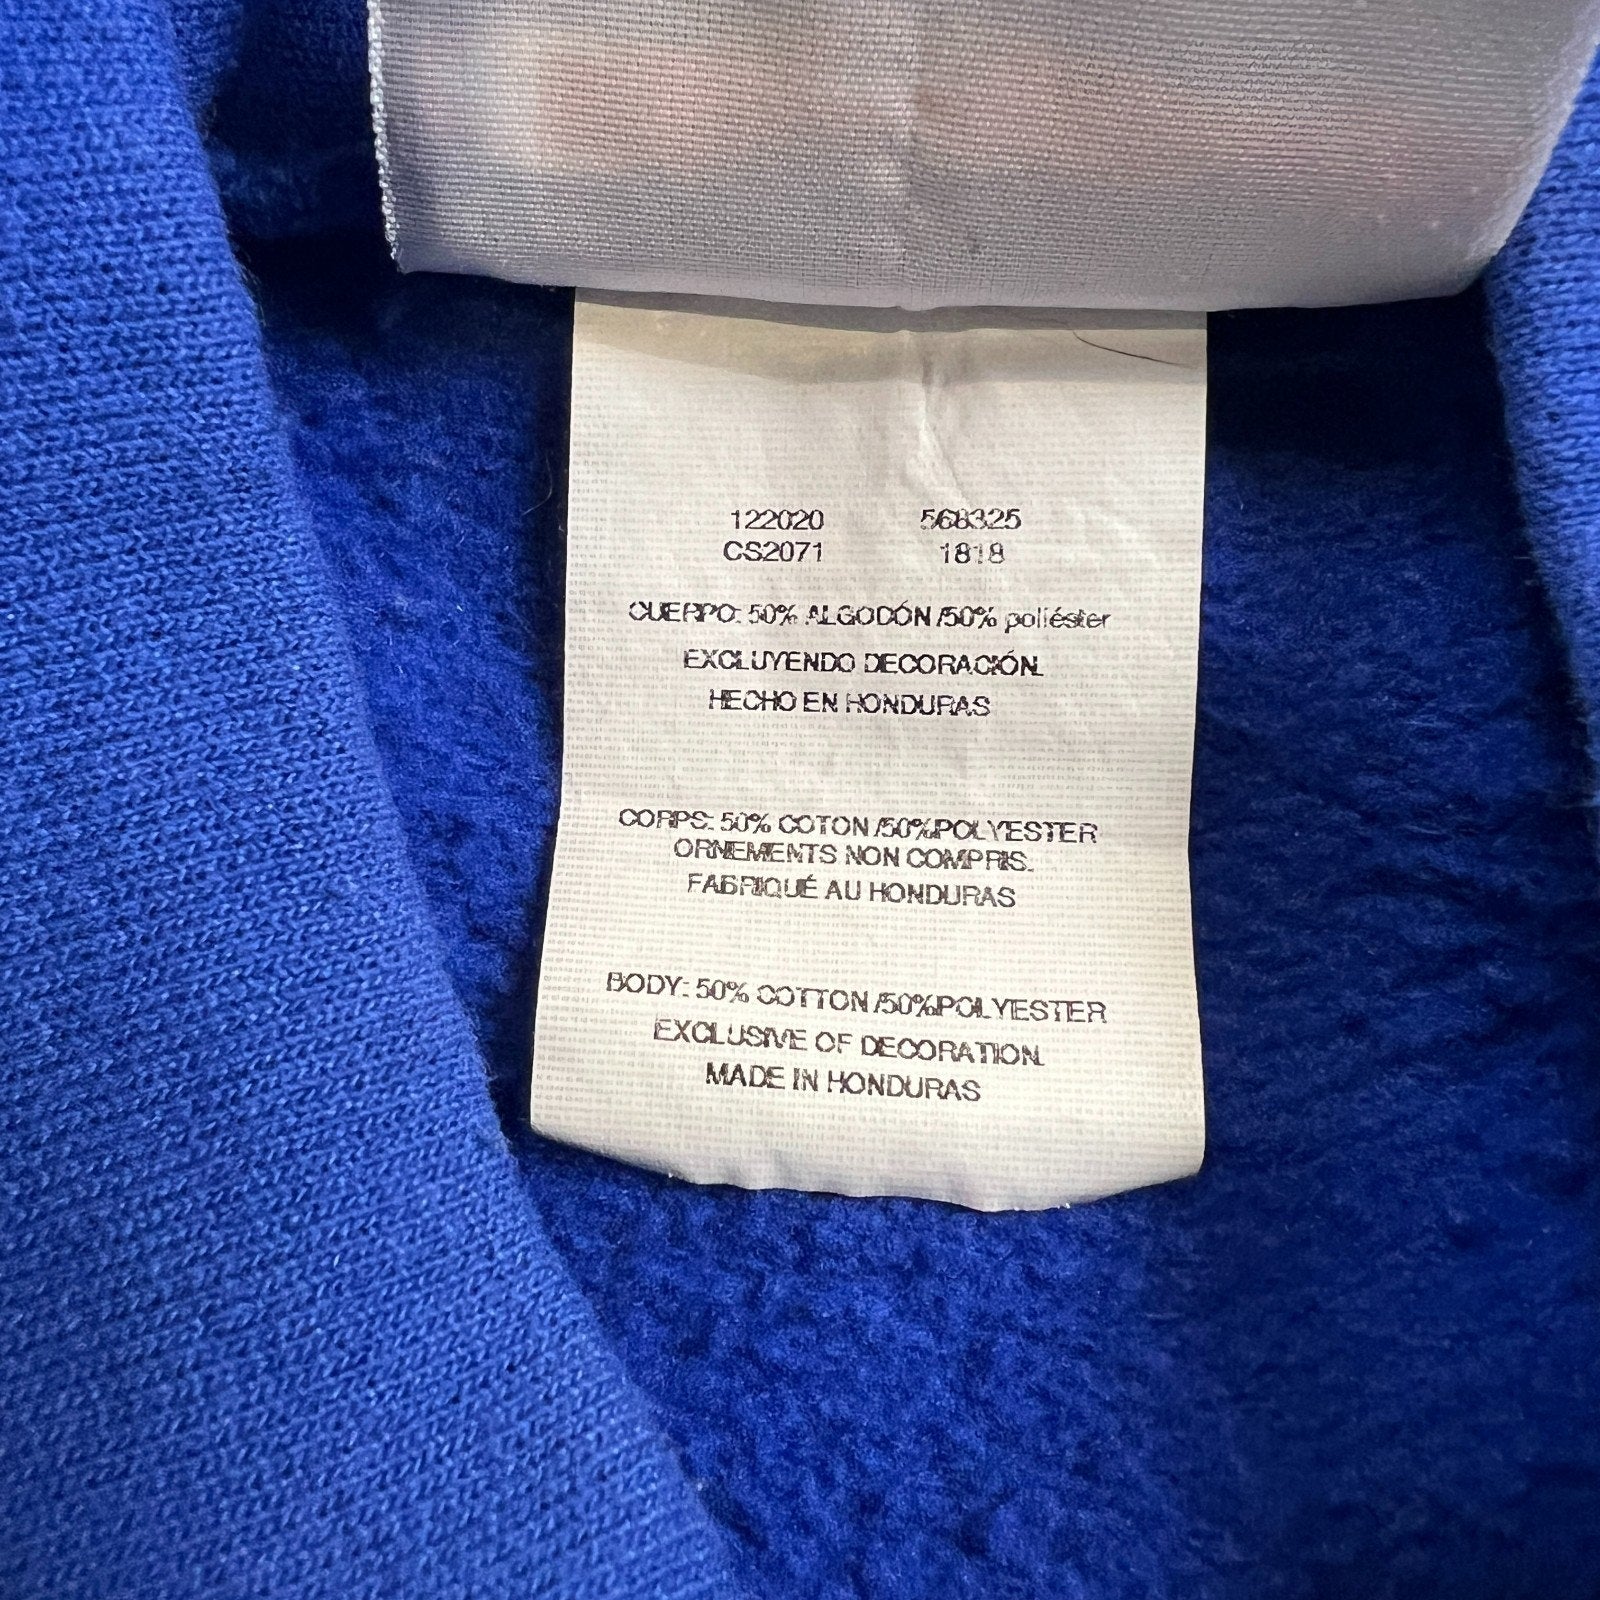 122020 568325
CS2071 1818
CUERPO: 50% ALGODÓN /50% poliéster
EXCLUYENDO DECORACIÓN.
HECHO EN HONDURAS
CORPS: 50% COTON /50%POLYESTER
ORNEMENTS NON COMPRIS.
FABRIQUÉ AU HONDURAS
BODY: 50% COTTON /50%POLYESTER
EXCLUSIVE OF DECORATION.
MADE IN HONDURAS